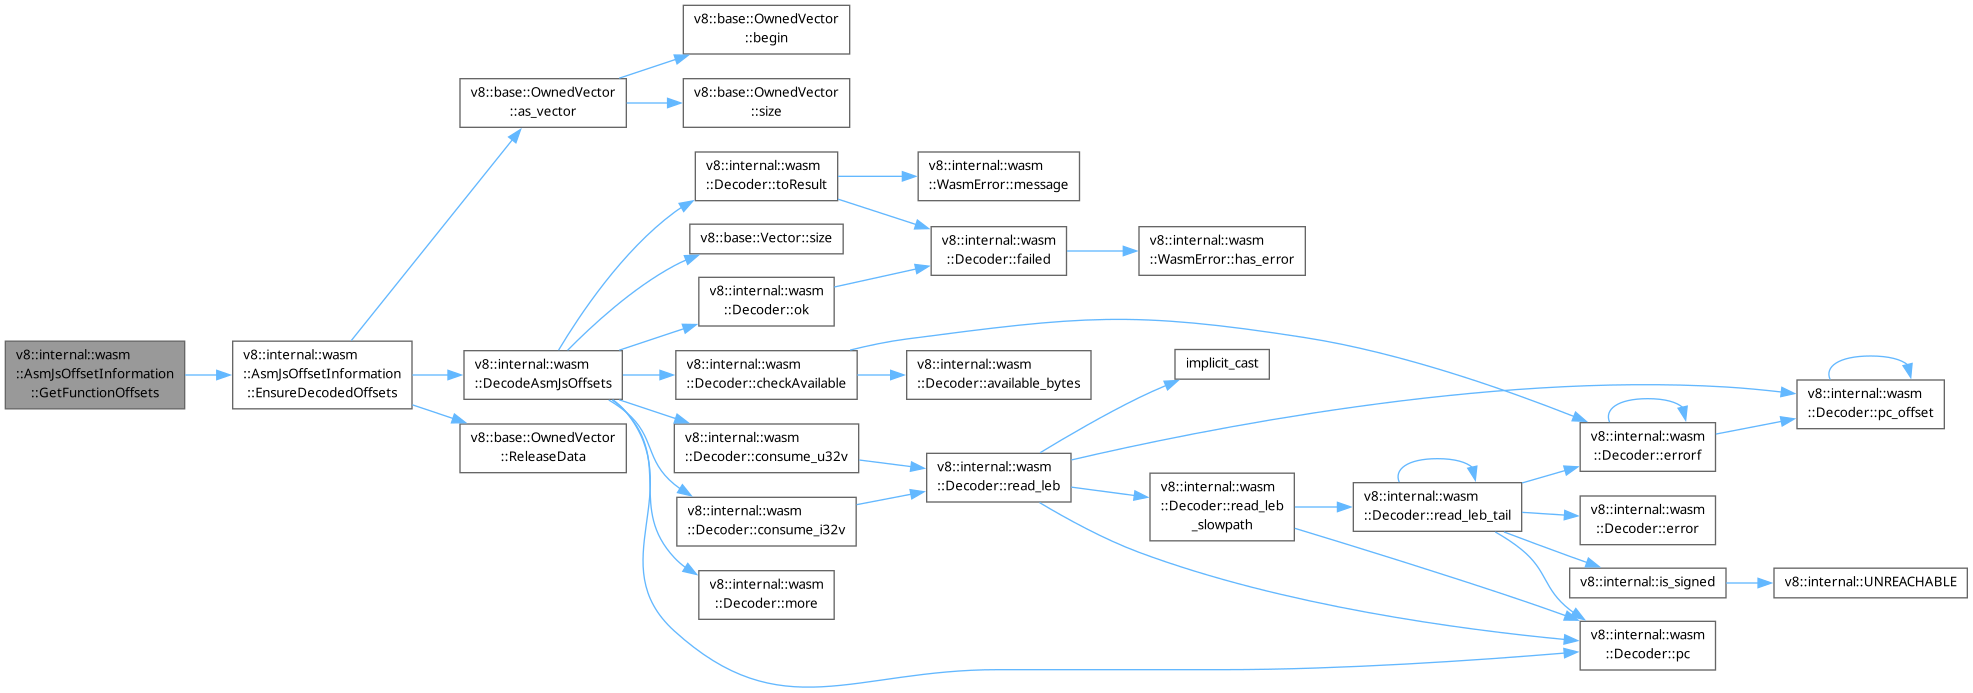 v8::internal::wasm
::AsmJsOffsetInformation
::GetFunctionOffsets
v8::internal::wasm
::AsmJsOffsetInformation
::EnsureDecodedOffsets
v8::base::OwnedVector
::as_vector
v8::base::OwnedVector
::begin
v8::base::OwnedVector
::size
v8::internal::wasm
::DecodeAsmJsOffsets
v8::base::OwnedVector
::ReleaseData
v8::internal::wasm
::Decoder::toResult
v8::base::Vector::size
v8::internal::wasm
::Decoder::ok
v8::internal::wasm
::Decoder::checkAvailable
v8::internal::wasm
::Decoder::consume_u32v
v8::internal::wasm
::Decoder::consume_i32v
v8::internal::wasm
::Decoder::more
v8::internal::wasm
::WasmError::message
v8::internal::wasm
::Decoder::failed
v8::internal::wasm
::WasmError::has_error
v8::internal::wasm
::Decoder::available_bytes
v8::internal::wasm
::Decoder::read_leb
implicit_cast
v8::internal::wasm
::Decoder::read_leb
_slowpath
v8::internal::wasm
::Decoder::read_leb_tail
v8::internal::wasm
::Decoder::errorf
v8::internal::wasm
::Decoder::pc_offset
v8::internal::wasm
::Decoder::error
v8::internal::is_signed
v8::internal::UNREACHABLE
v8::internal::wasm
::Decoder::pc